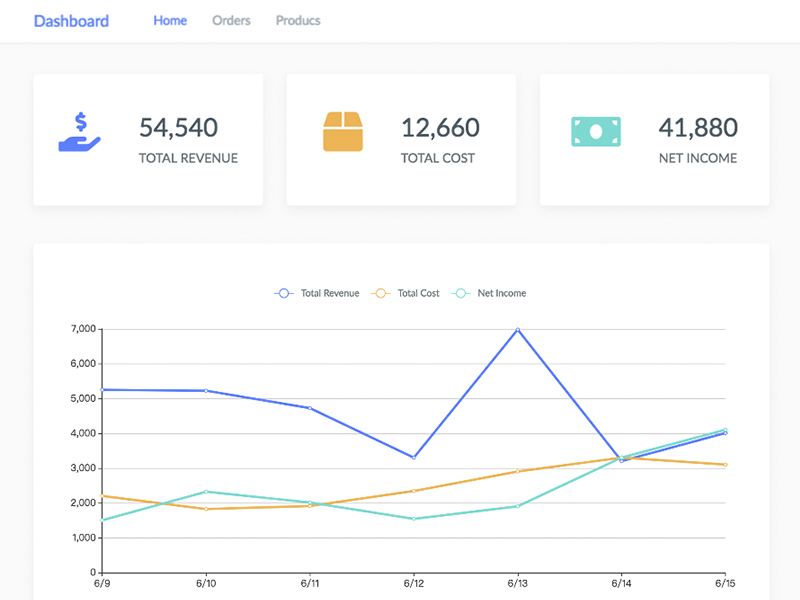 Dashboard Home Orders Producs
54,540
TOTAL REVENUE
12,660
TOTAL COST
41,880
NET INCOME
Total Revenue Total Cost Net Income
7,000
6,000
5,000
4,000
3,000
2,000
1,000
0
6/9 6/10 6/11 6/12 6/13 6/14 6/15